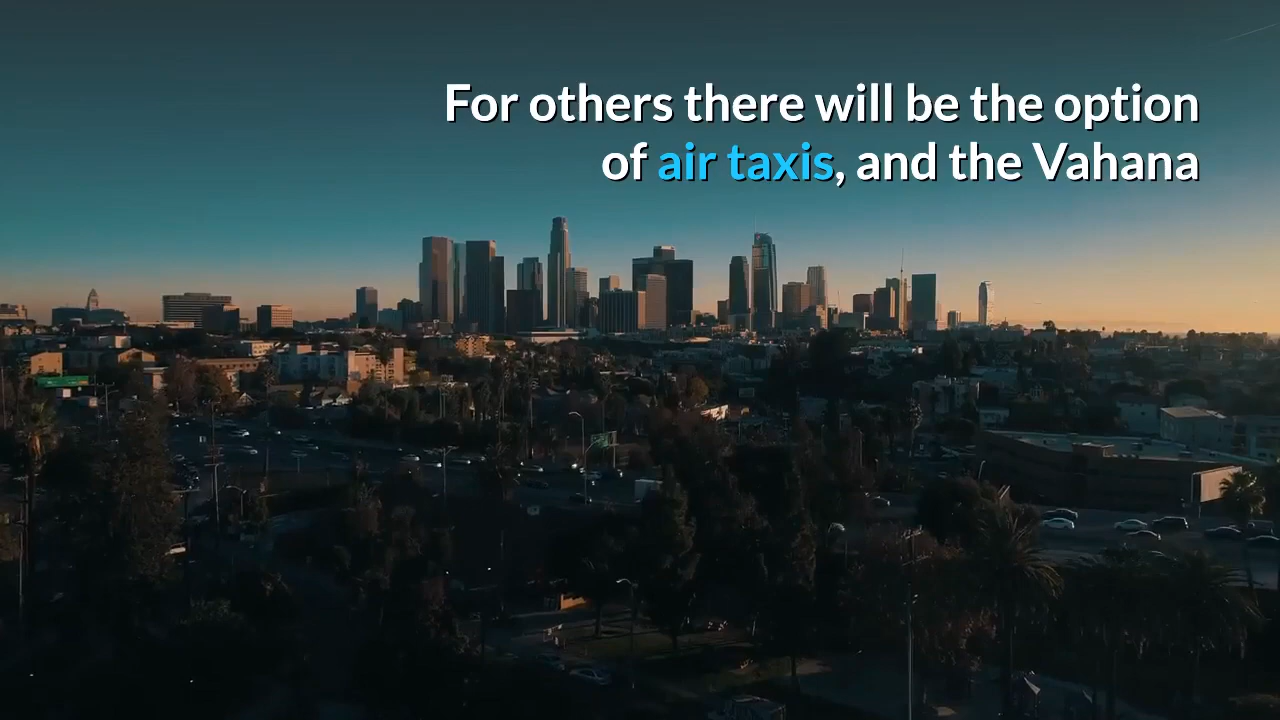 For others there will be the option
of air taxis, and the Vahana